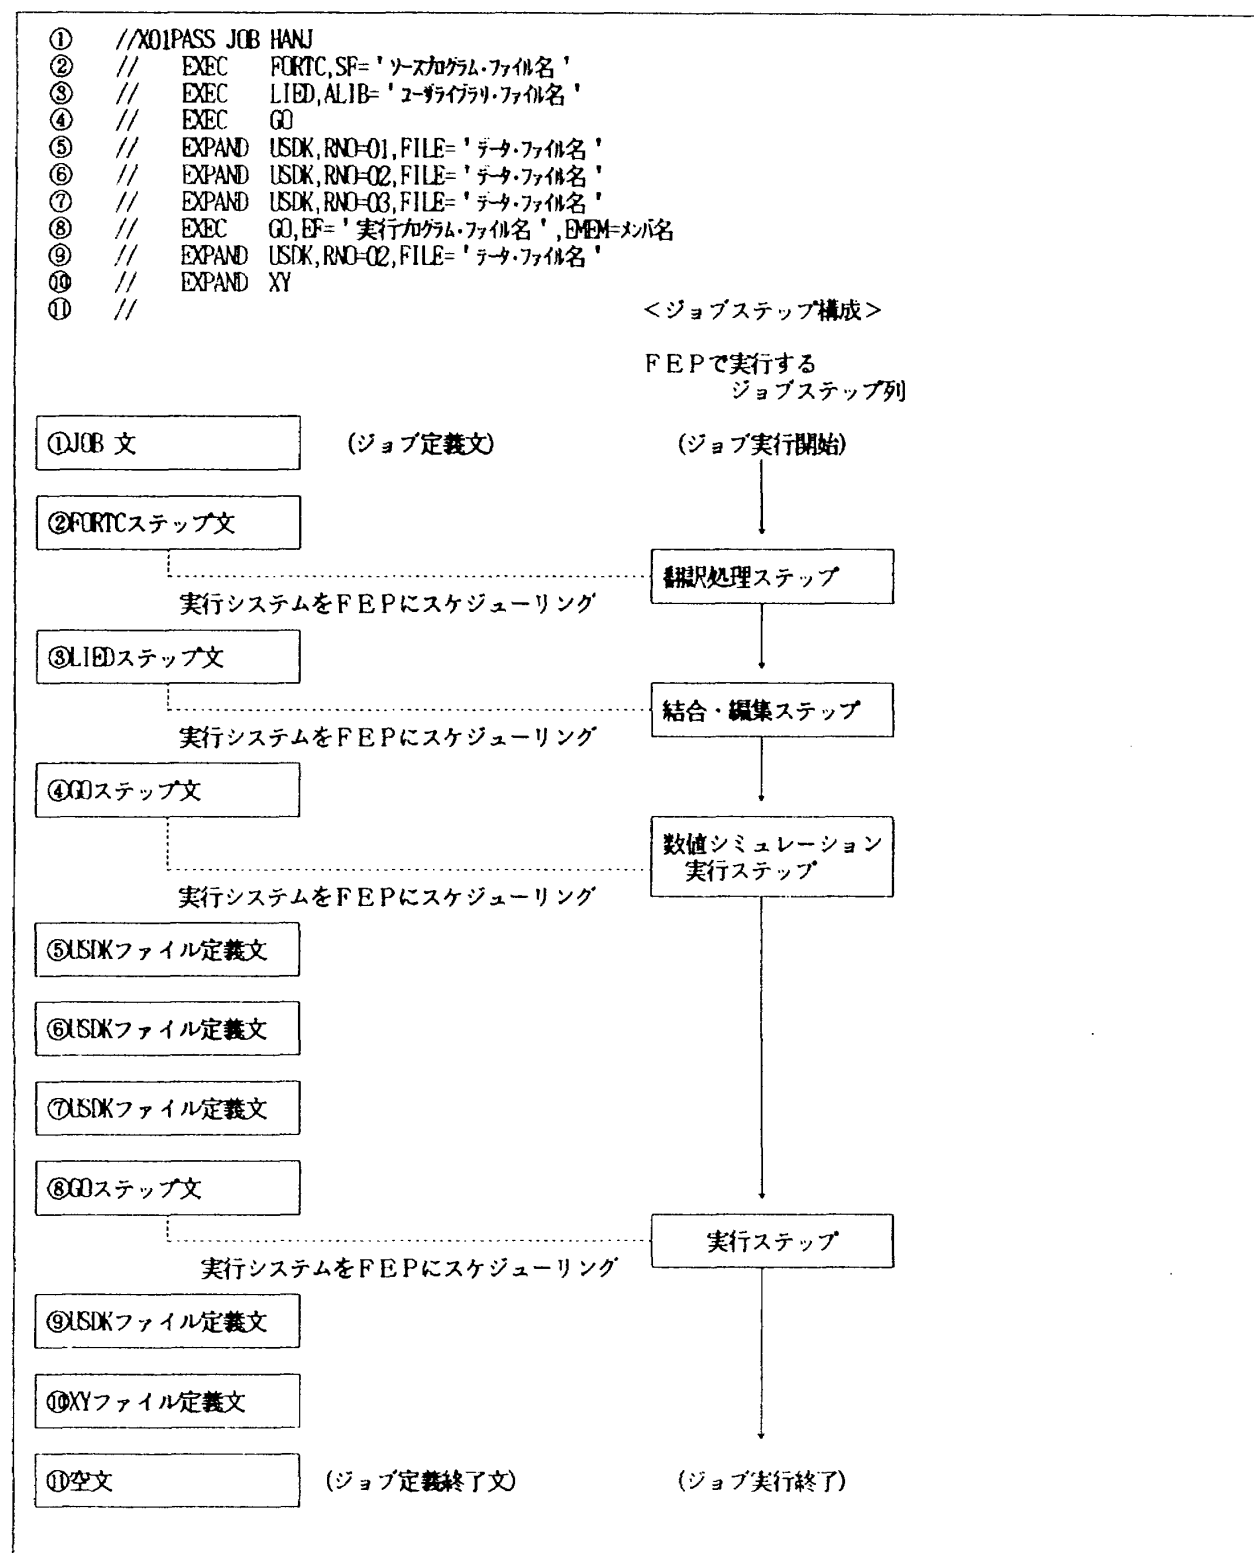 ① //X01PASS JOB HANJ
② // EXEC FORTC,SF='ソースプログラム・ファイル名'
③ // EXEC LIED,ALIB='ユーザライブラリ・ファイル名'
④ // EXEC GO
⑤ // EXPAND USDK,RNO=01,FILE='データ・ファイル名'
⑥ // EXPAND USDK,RNO=02,FILE='データ・ファイル名'
⑦ // EXPAND USDK,RNO=03,FILE='データ・ファイル名'
⑧ // EXEC GO,EF='実行プログラム・ファイル名',EMEM=メンバ名
⑨ // EXPAND USDK,RNO=02,FILE='データ・ファイル名'
⑩ // EXPAND XY
⑪ //
<ジョブステップ構成>
FEPで実行する
ジョブステップ列
①JOB 文 (ジョブ定義文) (ジョブ実行開始)
②FORTCステップ文
翻訳処理ステップ
実行システムをFEPにスケジューリング
③LIEDステップ文
結合・編集ステップ
実行システムをFEPにスケジューリング
④GOステップ文
数値シミュレーション
実行ステップ
実行システムをFEPにスケジューリング
⑤USDKファイル定義文
⑥USDKファイル定義文
⑦USDKファイル定義文
⑧GOステップ文
実行ステップ
実行システムをFEPにスケジューリング
⑨USDKファイル定義文
⑩XYファイル定義文
⑪空文 (ジョブ定義終了文) (ジョブ実行終了)